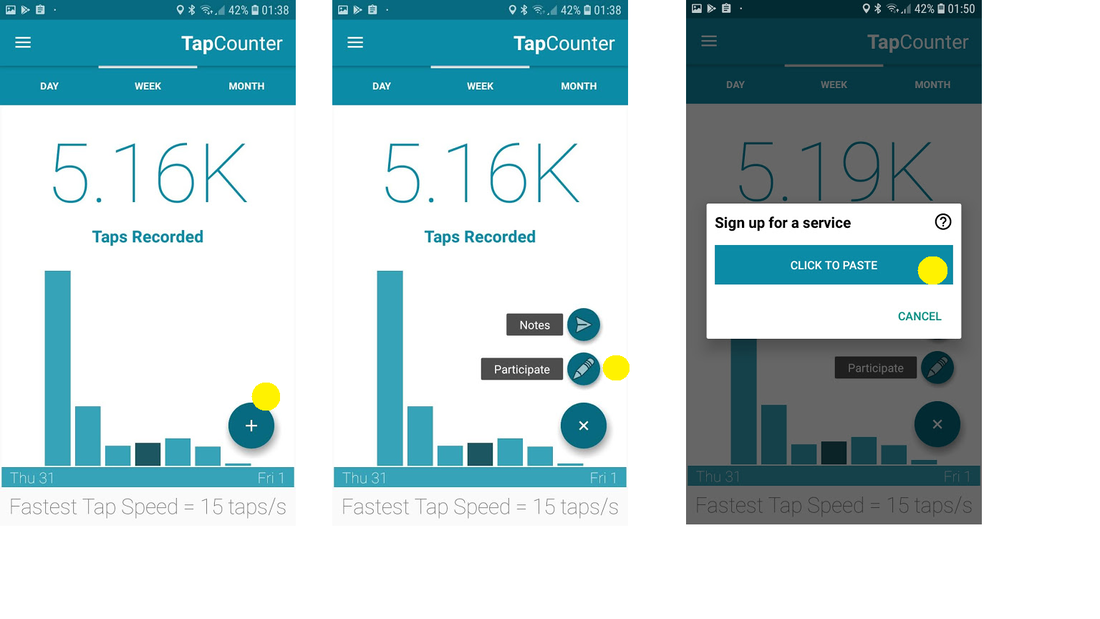 42% 01:38
TapCounter
DAY WEEK MONTH
5.16K
Taps Recorded
Thu 31 Fri 1
Fastest Tap Speed = 15 taps/s
42% 01:38
TapCounter
DAY WEEK MONTH
5.16K
Taps Recorded
Notes
Participate
Thu 31 Fri 1
Fastest Tap Speed = 15 taps/s
42% 01:50
TapCounter
DAY WEEK MONTH
5.19K
Sign up for a service
CLICK TO PASTE
CANCEL
Participate
Thu 31 Fri 1
Fastest Tap Speed = 15 taps/s